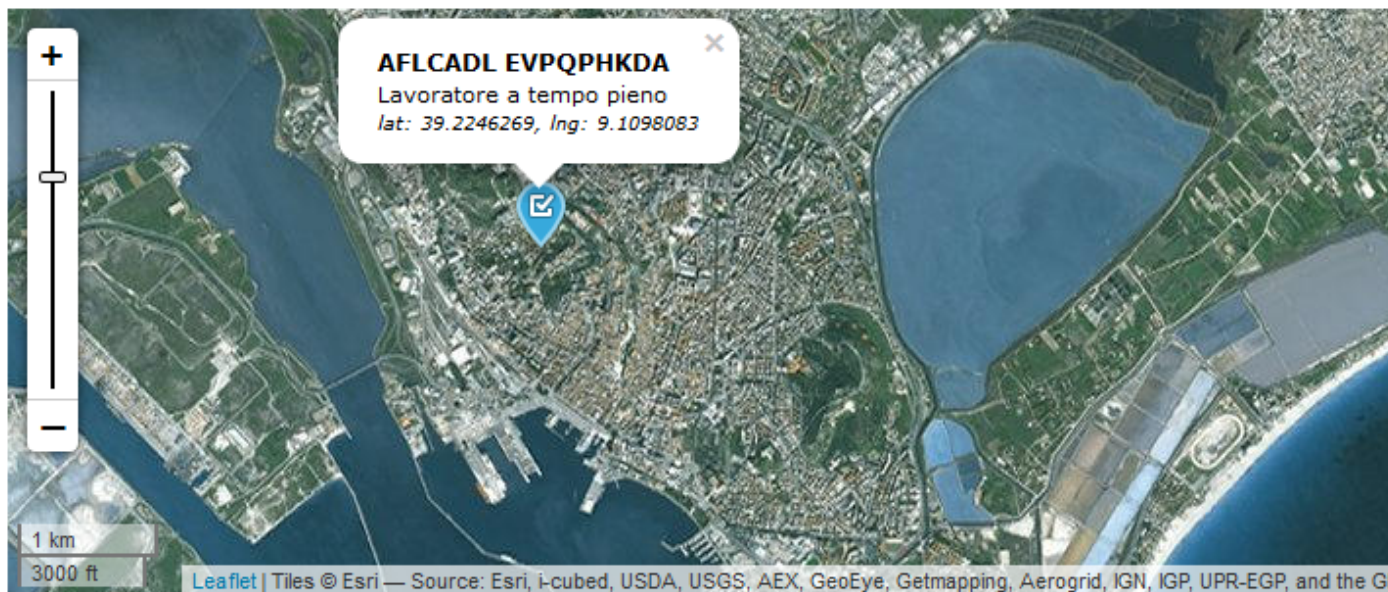 +
AFLCADL EVPQPHKDA
×
Lavoratore a tempo pieno
lat: 39.2246269, lng: 9.1098083
−
1 km
3000 ft
Leaflet | Tiles © Esri — Source: Esri, i-cubed, USDA, USGS, AEX, GeoEye, Getmapping, Aerogrid, IGN, IGP, UPR-EGP, and the G